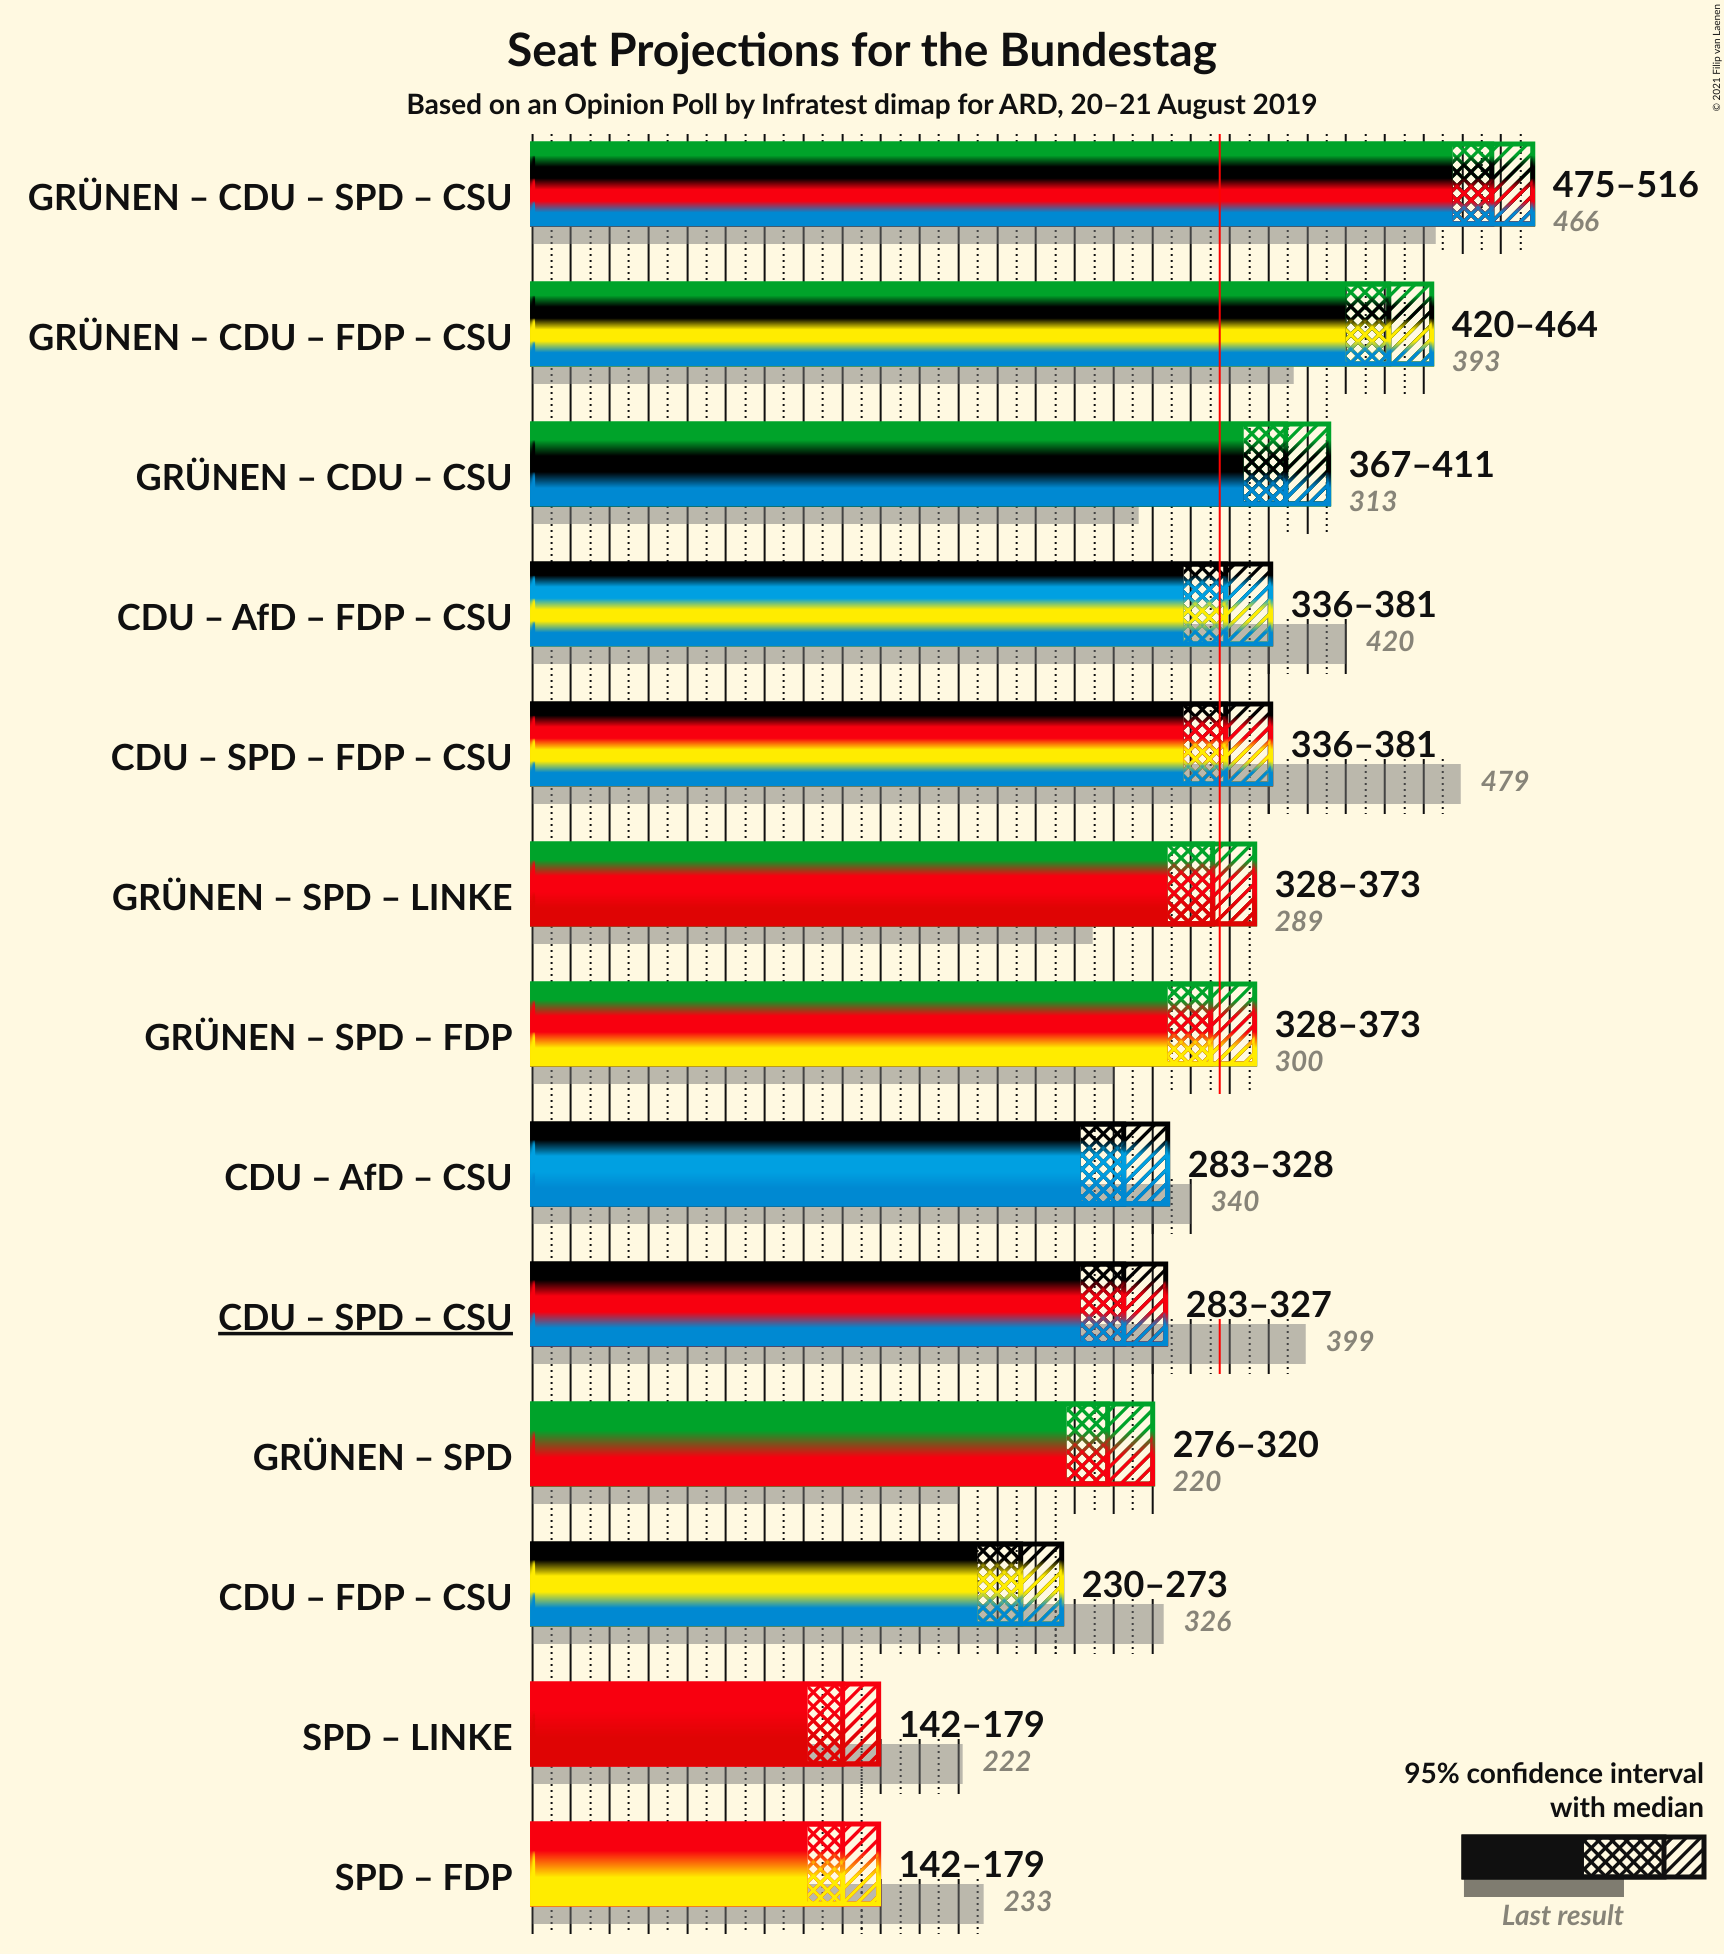 Seat Projections for the Bundestag
Based on an Opinion Poll by Infratest dimap for ARD, 20–21 August 2019
© 2021 Filip van Laenen
GRÜNEN – CDU – SPD – CSU
475–516
466
GRÜNEN – CDU – FDP – CSU
420–464
393
GRÜNEN – CDU – CSU
367–411
313
CDU – AfD – FDP – CSU
336–381
420
CDU – SPD – FDP – CSU
336–381
479
GRÜNEN – SPD – LINKE
328–373
289
GRÜNEN – SPD – FDP
328–373
300
CDU – AfD – CSU
283–328
340
CDU – SPD – CSU
283–327
399
GRÜNEN – SPD
276–320
220
CDU – FDP – CSU
230–273
326
SPD – LINKE
142–179
222
SPD – FDP
142–179
233
95% confidence interval
with median
Last result